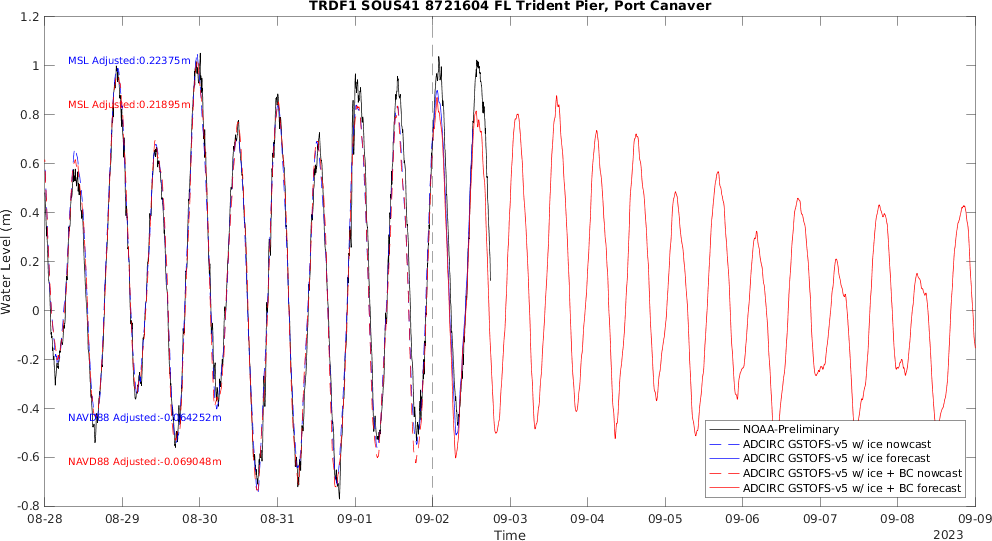 TRDF1 SOUS41 8721604 FL Trident Pier, Port Canaver
Water Level (m)
1.2
1
0.8
0.6
0.4
0.2
0
-0.2
-0.4
-0.6
-0.8
MSL Adjusted:0.22375m
MSL Adjusted:0.21895m
NAVD88 Adjusted:-0.064252m
NAVD88 Adjusted:-0.069048m
NOAA-Preliminary
ADCIRC GSTOFS-v5 w/ ice nowcast
ADCIRC GSTOFS-v5 w/ ice forecast
ADCIRC GSTOFS-v5 w/ ice + BC nowcast
ADCIRC GSTOFS-v5 w/ ice + BC forecast
08-28 08-29 08-30 08-31 09-01 09-02 09-03 09-04 09-05 09-06 09-07 09-08 09-09
Time
2023